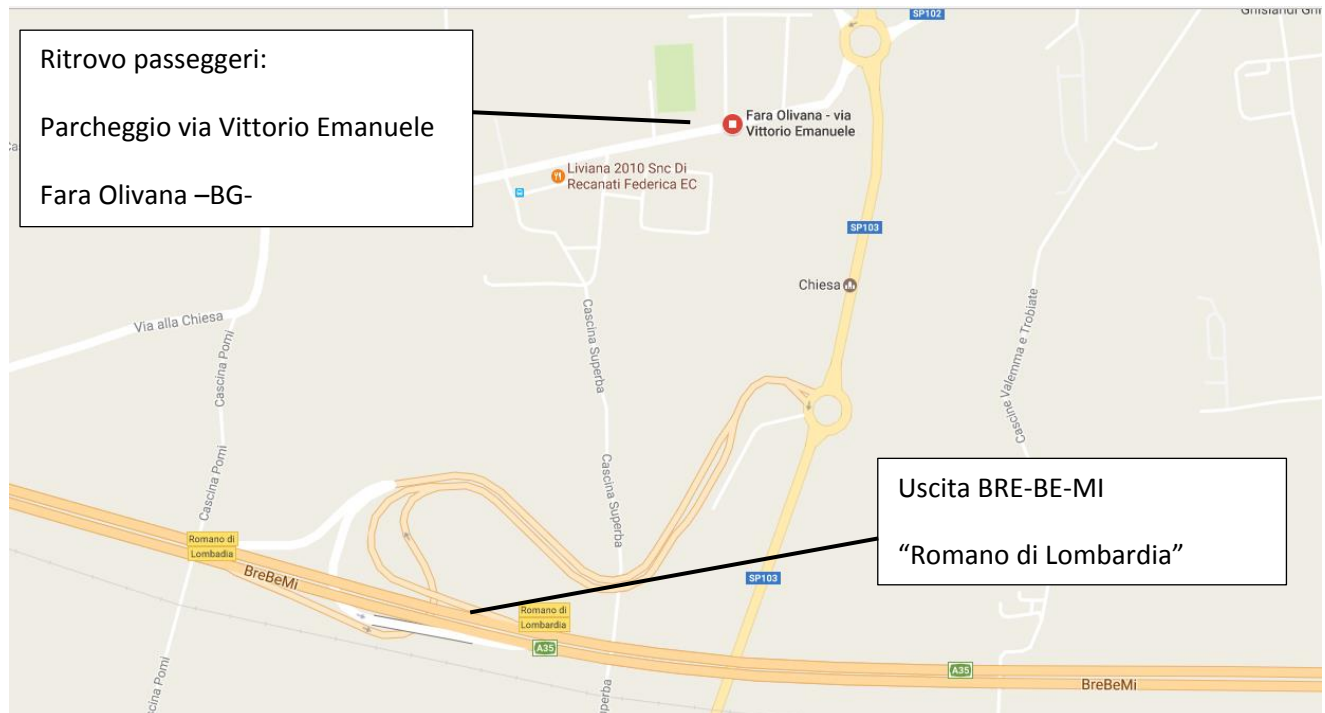 SP102
Ritrovo passeggeri:
Parcheggio via Vittorio Emanuele
Fara Olivana –BG-
Fara Olivana - via
Vittorio Emanuele
Liviana 2010 Snc Di
Recanati Federica EC
SP103
Chiesa
Via alla Chiesa
Cascina Pomi
Cascina Superba
Cascine Valemma e Trobiate
Cascina Pomi
Cascina Superba
Uscita BRE-BE-MI
“Romano di Lombardia”
Romano di
Lombadia
BreBeMi
SP103
Romano di
Lombardia
A35
A35
BreBeMi